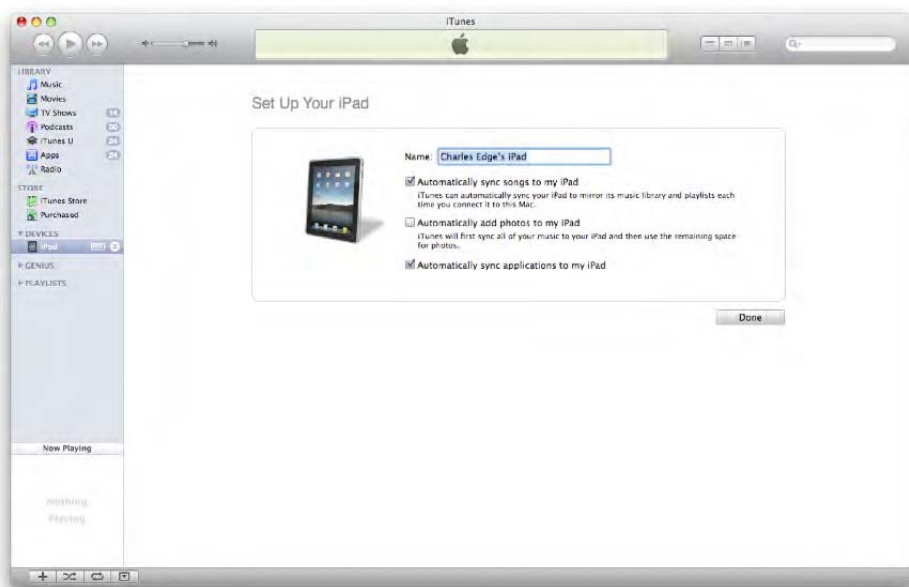 iTunes
LIBRARY
Music
Movies
TV Shows
Podcasts
iTunes U
Apps
Radio
STORE
iTunes Store
Purchased
DEVICES
iPad
GENIUS
PLAYLISTS
Now Playing
Nothing
Playing
Set Up Your iPad
Name: Charles Edge's iPad
Automatically sync songs to my iPad
iTunes can automatically sync your iPad to mirror its music library and playlists each
time you connect it to this Mac.
Automatically add photos to my iPad
iTunes will first sync all of your music to your iPad and then use the remaining space
for photos.
Automatically sync applications to my iPad
Done